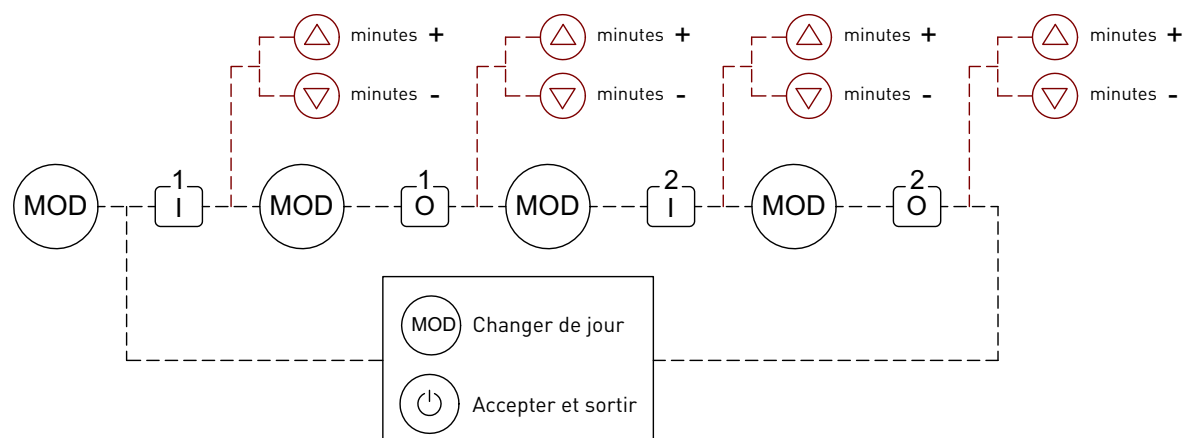 minutes + minutes + minutes + minutes +
minutes - minutes - minutes - minutes -
1 1 2 2
MOD I MOD O MOD I MOD O
MOD Changer de jour
Accepter et sortir